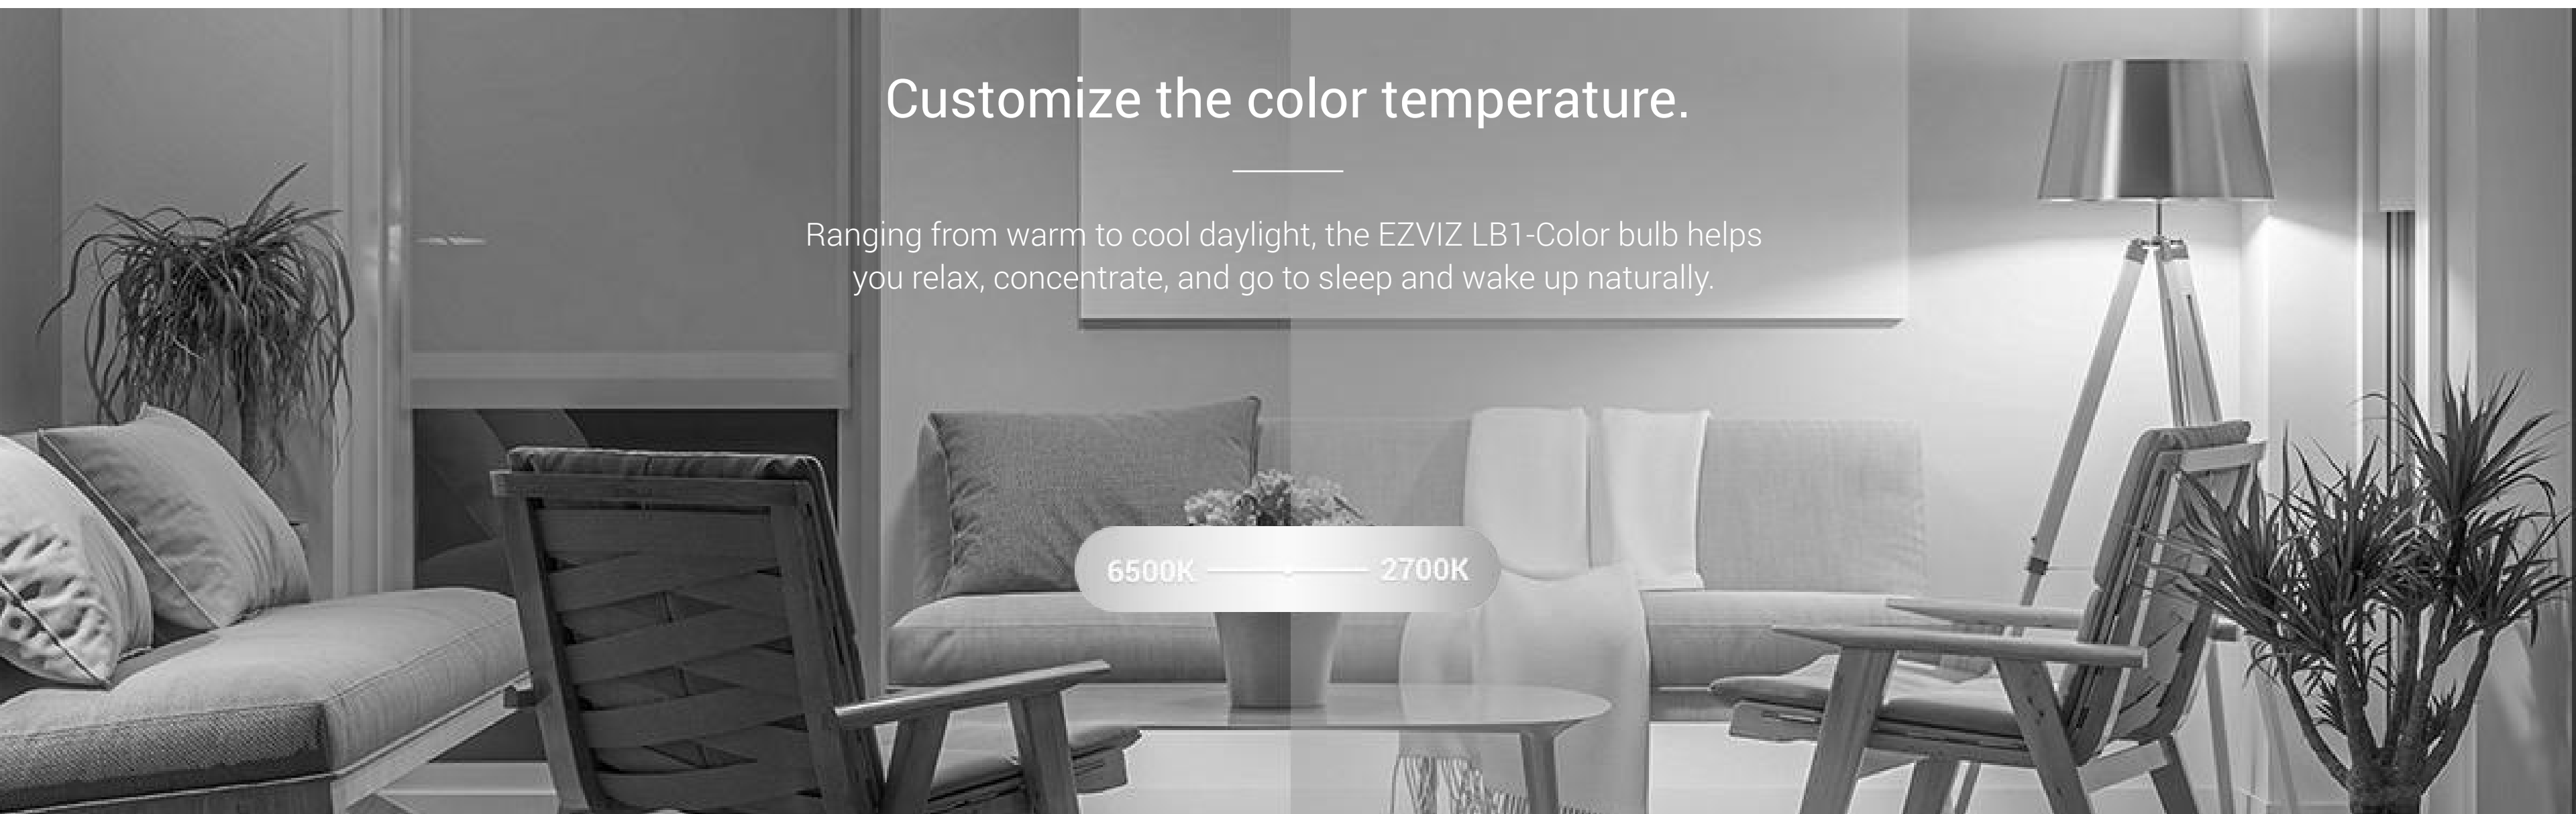 Customize the color temperature.
Ranging from warm to cool daylight, the EZVIZ LB1-Color bulb helps
you relax, concentrate, and go to sleep and wake up naturally.
6500K 2700K